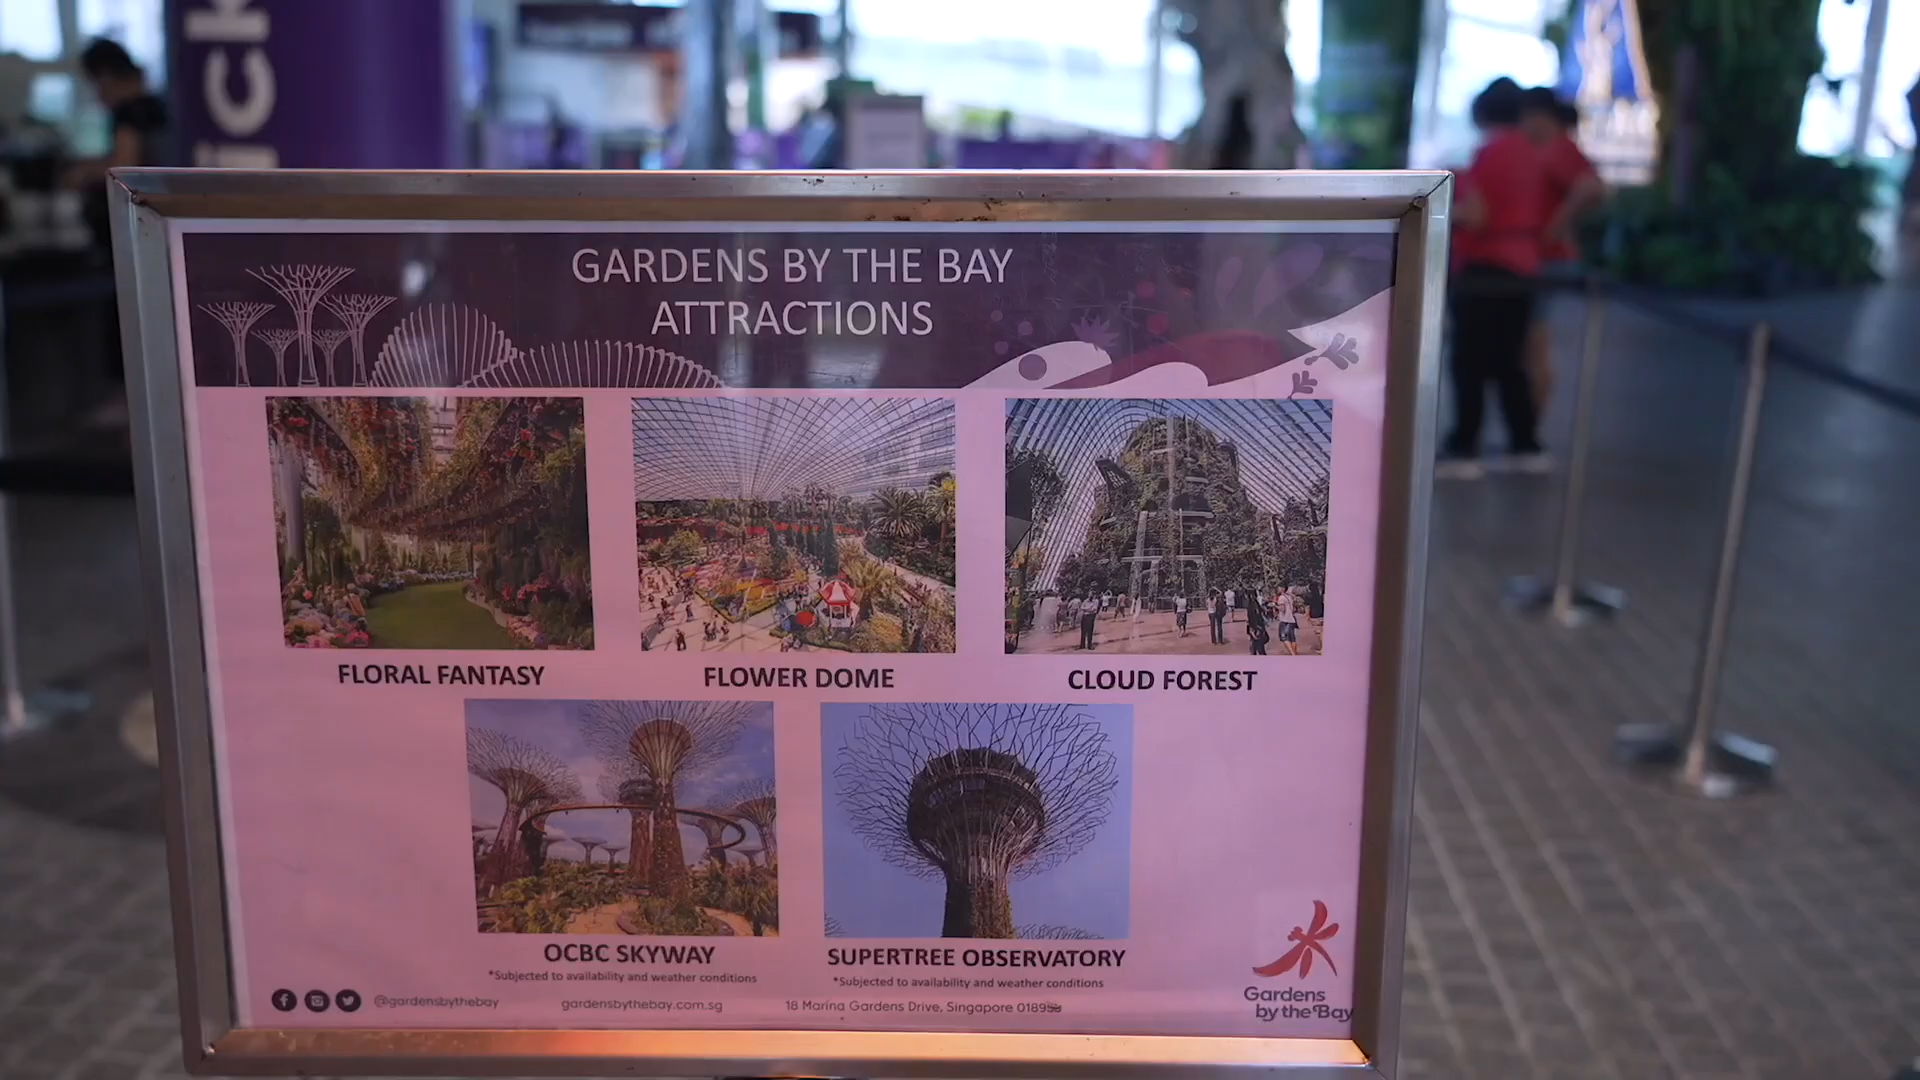 GARDENS BY THE BAY
ATTRACTIONS
FLORAL FANTASY
FLOWER DOME
CLOUD FOREST
OCBC SKYWAY
*Subjected to availability and weather conditions
SUPERTREE OBSERVATORY
*Subjected to availability and weather conditions
@gardensbythebay
gardensbythebay.com.sg
18 Marina Gardens Drive, Singapore
Gardens
by the Bay